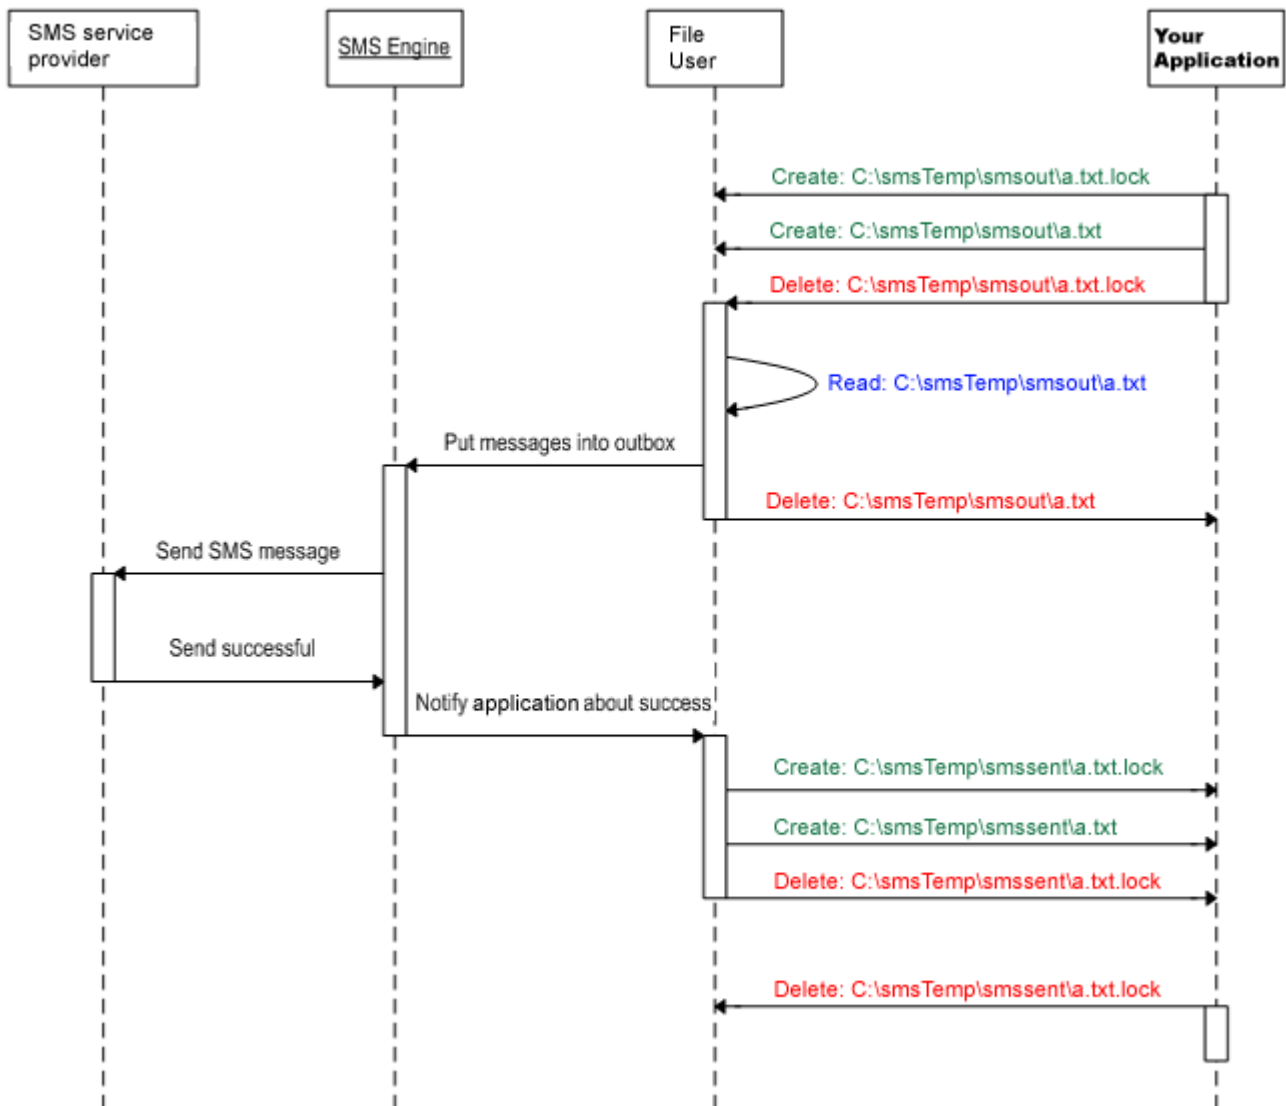 SMS service
provider
SMS Engine
File
User
Your
Application
Create: C:\smsTemp\smsout\a.txt.lock
Create: C:\smsTemp\smsout\a.txt
Delete: C:\smsTemp\smsout\a.txt.lock
Read: C:\smsTemp\smsout\a.txt
Put messages into outbox
Delete: C:\smsTemp\smsout\a.txt
Send SMS message
Send successful
Notify application about success
Create: C:\smsTemp\smssent\a.txt.lock
Create: C:\smsTemp\smssent\a.txt
Delete: C:\smsTemp\smssent\a.txt.lock
Delete: C:\smsTemp\smssent\a.txt.lock